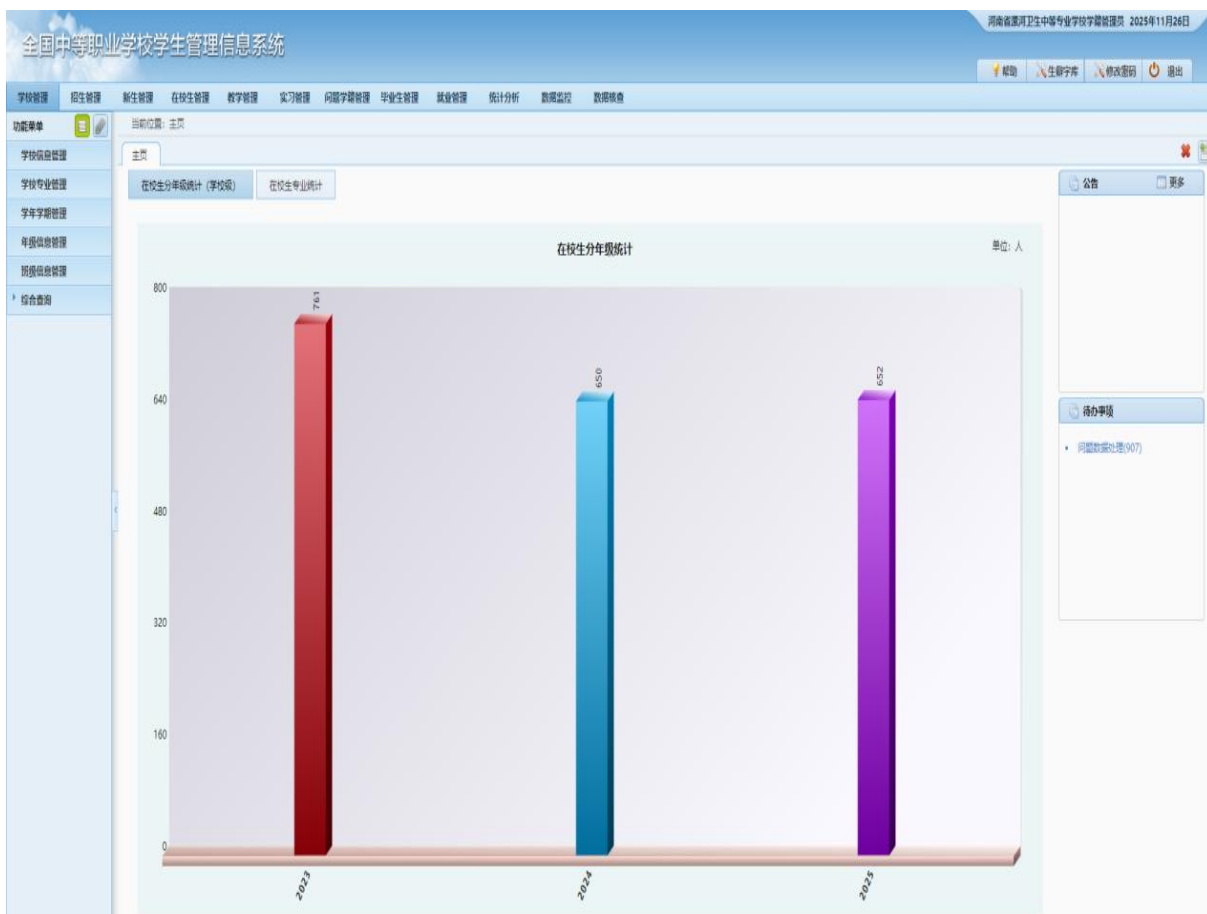 河南省漯河卫生中等专业学校学籍管理员 2025年11月26日
全国中等职业学校学生管理信息系统
帮助 生僻字库 修改密码 退出
学校管理 招生管理 新生管理 在校生管理 教学管理 实习管理 问题学籍管理 毕业生管理 就业管理 统计分析 数据监控 数据核查
功能菜单
当前位置: 主页
学校信息管理
学校专业管理
学年学期管理
年级信息管理
班级信息管理
综合查询
主页
在校生分年级统计 (学校级) 在校生专业统计
公告 更多
在校生分年级统计
单位: 人
800
640
480
320
160
0
761
650
652
2023
2024
2025
待办事项
问题数据处理(907)